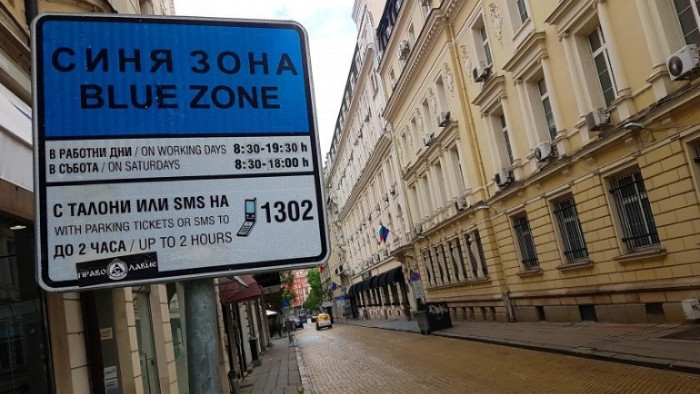 СИНЯ ЗОНА
BLUE ZONE
В РАБОТНИ ДНИ / ON WORKING DAYS 8:30-19:30 h
В СЪБОТА / ON SATURDAYS 8:30-18:00 h
С ТАЛОНИ ИЛИ SMS НА
WITH PARKING TICKETS OR SMS TO 1302
ДО 2 ЧАСА / UP TO 2 HOURS
ПРАВО ЛАВИЕ